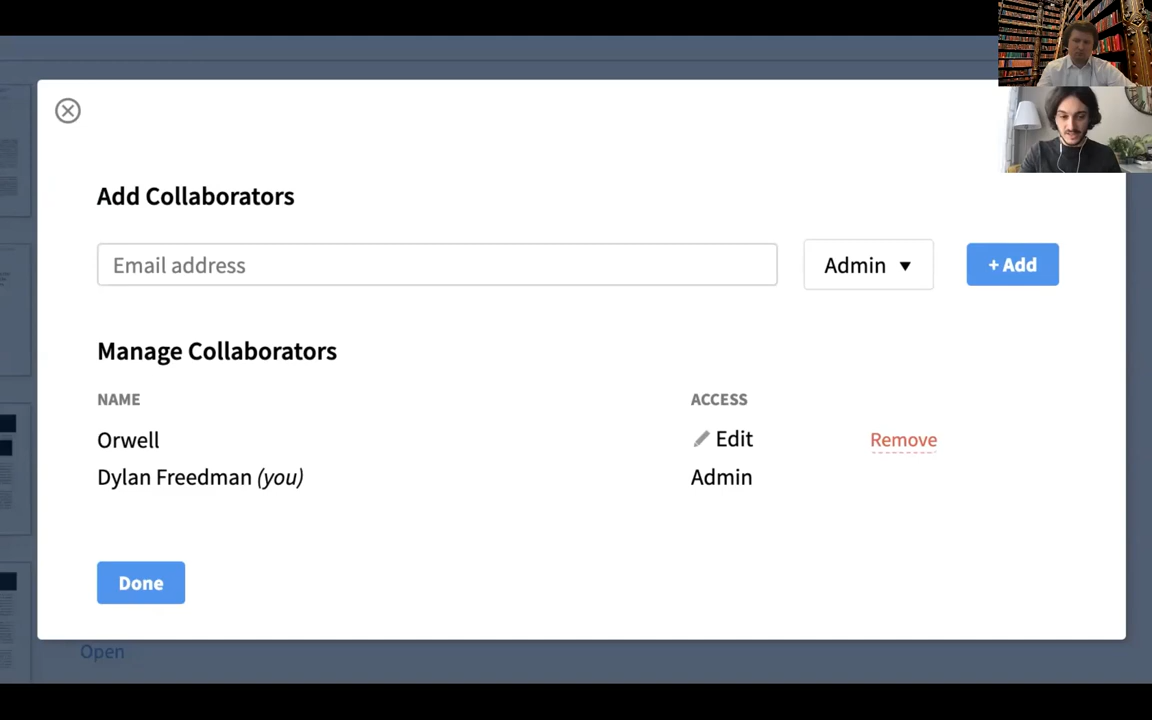 Add Collaborators
Email address
Admin ▼
+ Add
Manage Collaborators
NAME ACCESS
Orwell Edit Remove
Dylan Freedman (you) Admin
Done
Open